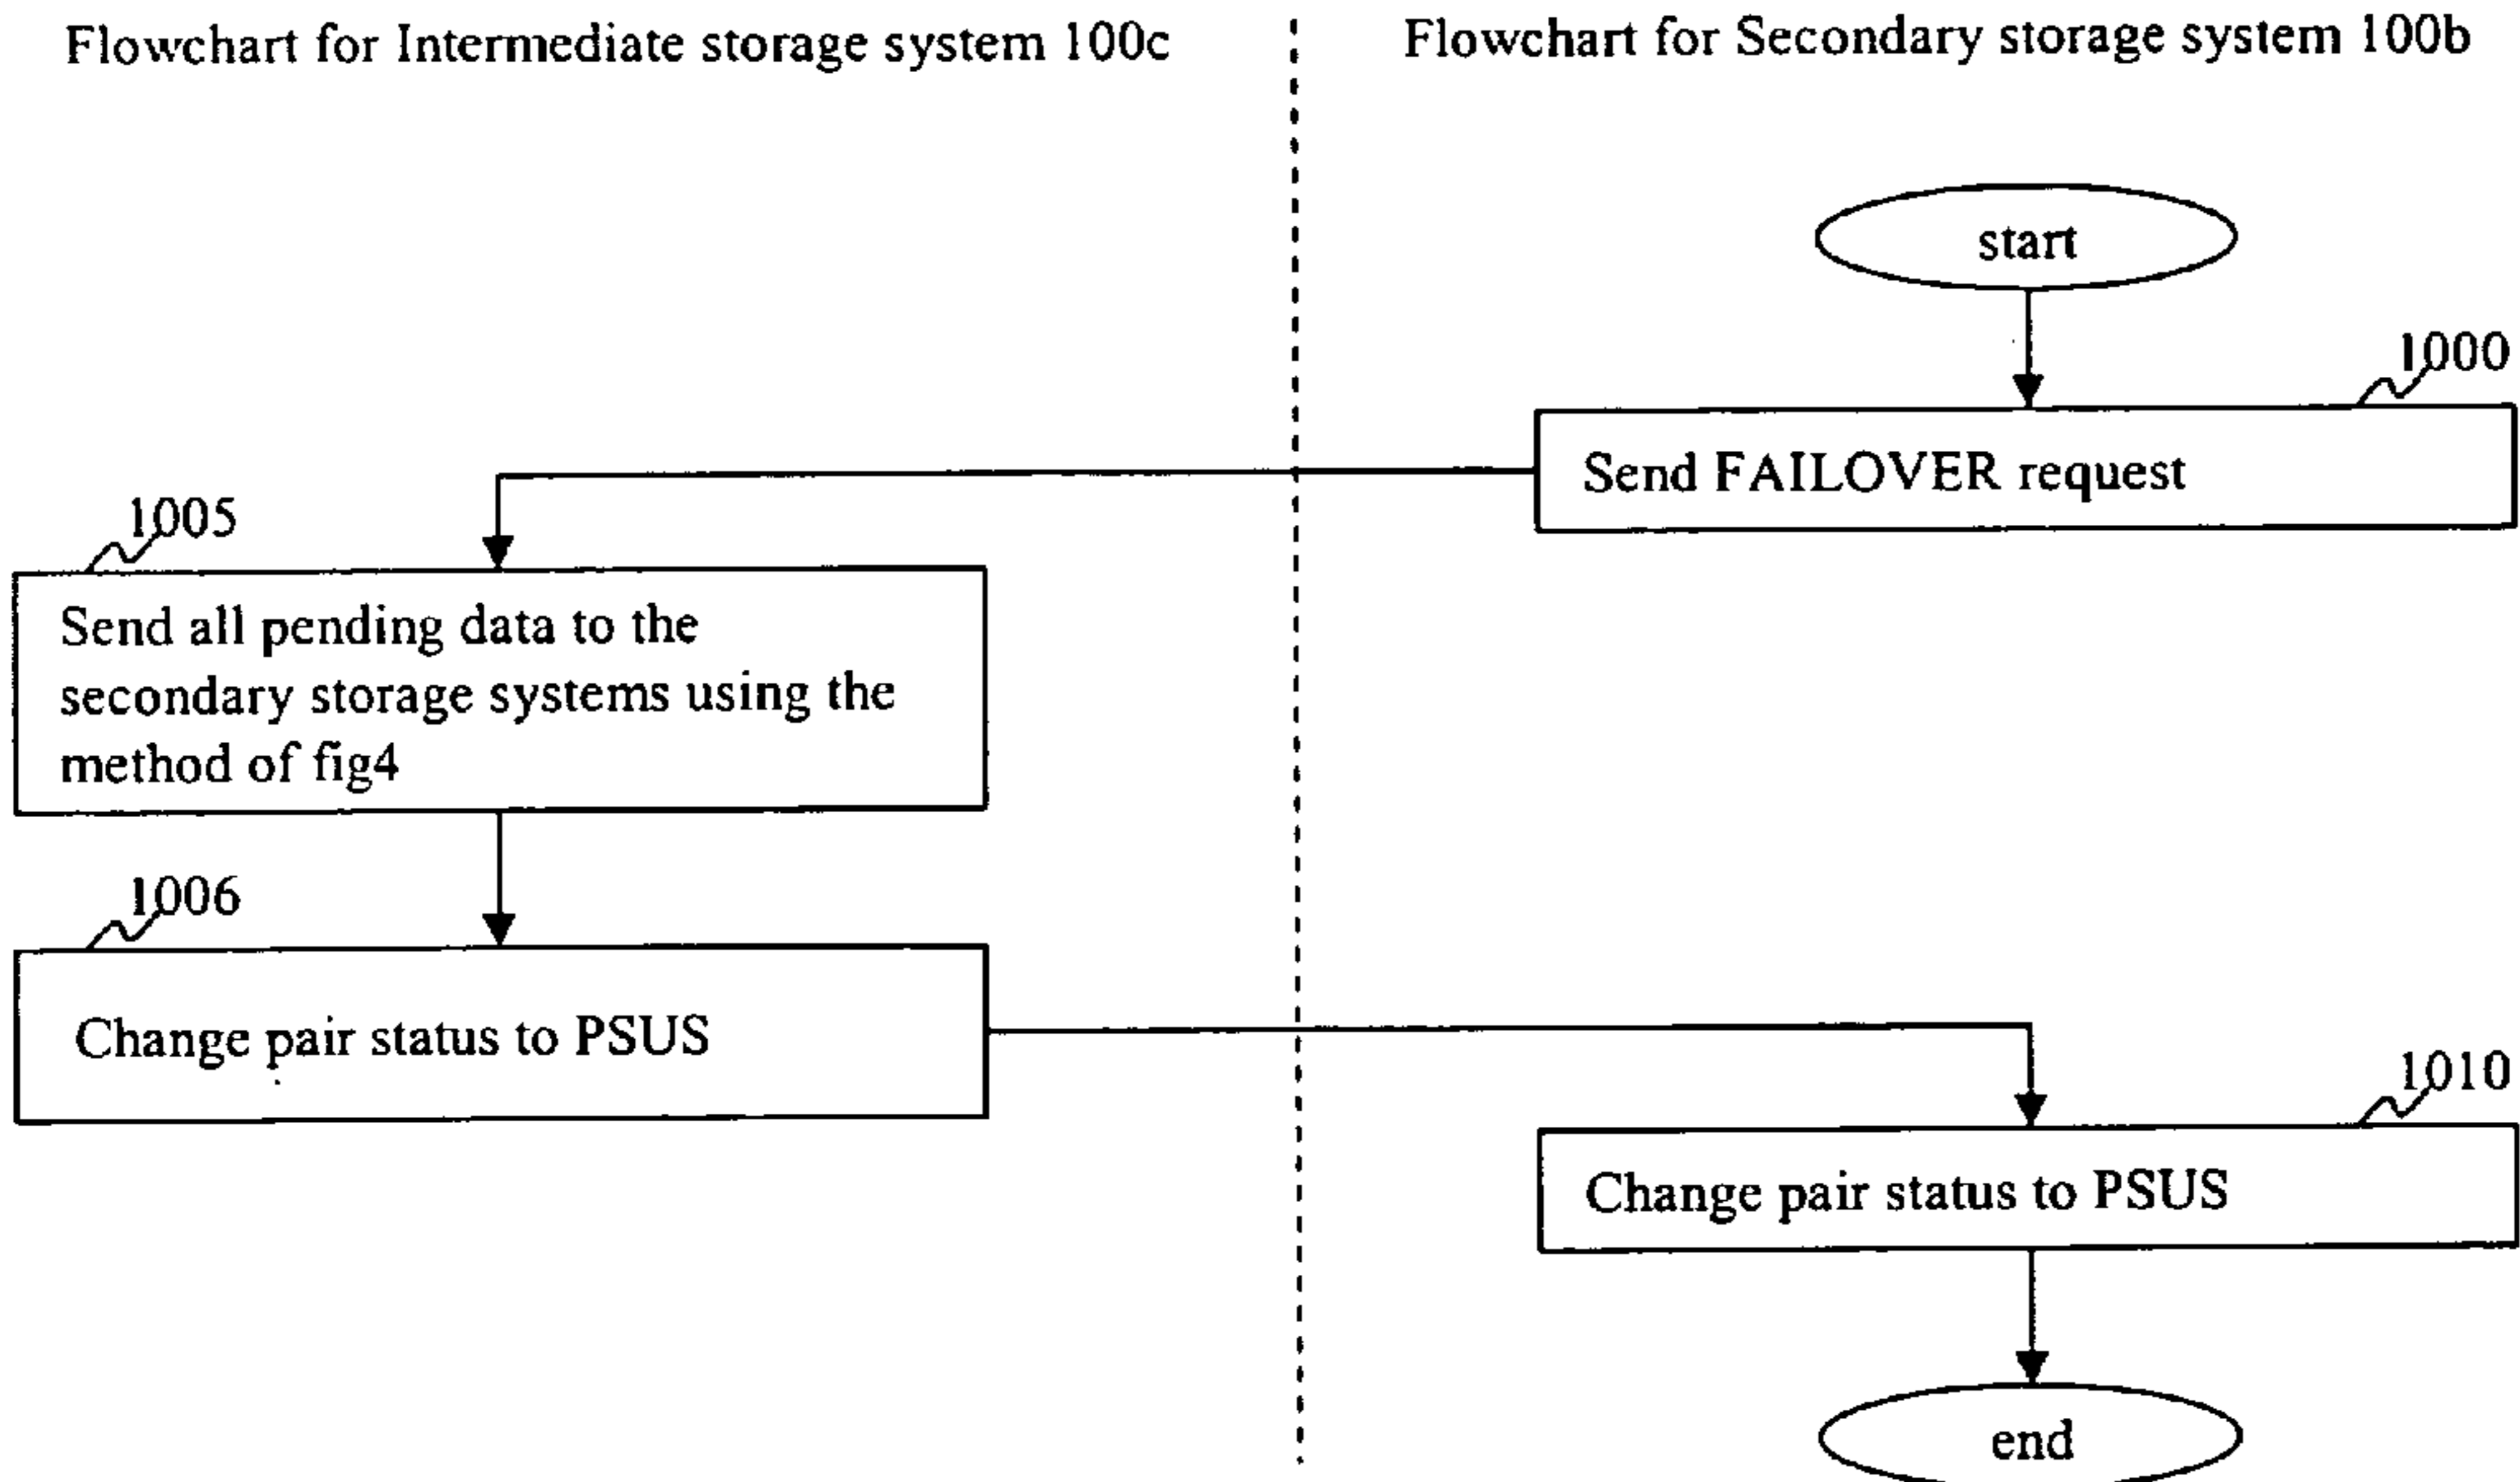 Flowchart for Intermediate storage system 100c
Flowchart for Secondary storage system 100b
start
1000
Send FAILOVER request
1005
Send all pending data to the
secondary storage systems using the
method of fig4
1006
Change pair status to PSUS
1010
Change pair status to PSUS
end